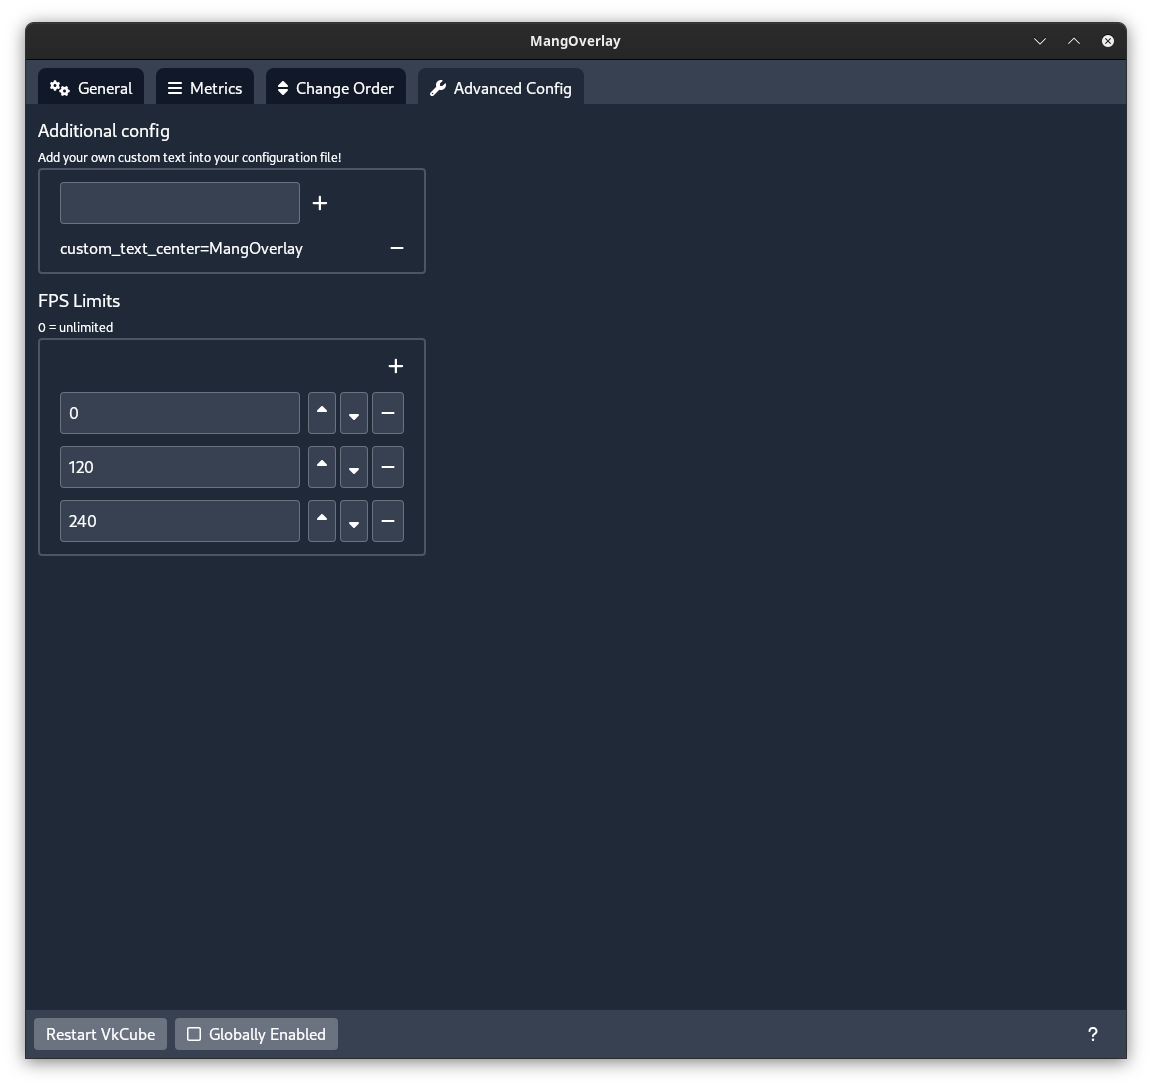 MangOverlay
General
Metrics
Change Order
Advanced Config
Additional config
Add your own custom text into your configuration file!
custom_text_center=MangOverlay
FPS Limits
0 = unlimited
0
120
240
Restart VkCube
Globally Enabled
?